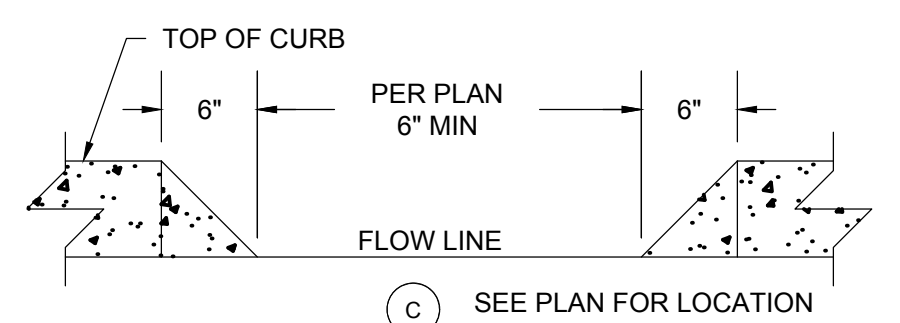 TOP OF CURB
6"
PER PLAN
6" MIN
6"
FLOW LINE
C
SEE PLAN FOR LOCATION